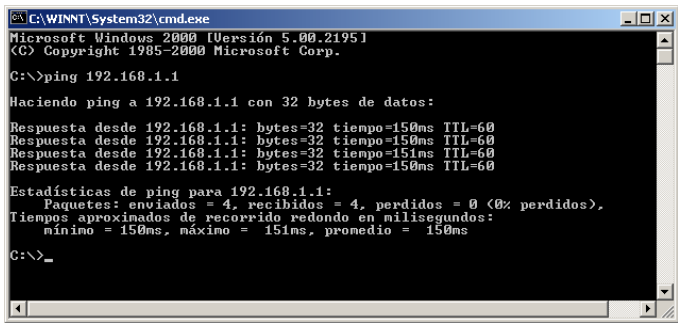 C:\WINNT\System32\cmd.exe
Microsoft Windows 2000 [Versión 5.00.2195]
(C) Copyright 1985-2000 Microsoft Corp.
C:\>ping 192.168.1.1
Haciendo ping a 192.168.1.1 con 32 bytes de datos:
Respuesta desde 192.168.1.1: bytes=32 tiempo=150ms TTL=60
Respuesta desde 192.168.1.1: bytes=32 tiempo=150ms TTL=60
Respuesta desde 192.168.1.1: bytes=32 tiempo=151ms TTL=60
Respuesta desde 192.168.1.1: bytes=32 tiempo=150ms TTL=60
Estadísticas de ping para 192.168.1.1:
Paquetes: enviados = 4, recibidos = 4, perdidos = 0 (0% perdidos),
Tiempos aproximados de recorrido redondo en milisegundos:
mínimo = 150ms, máximo =  151ms, promedio =  150ms
C:\>_